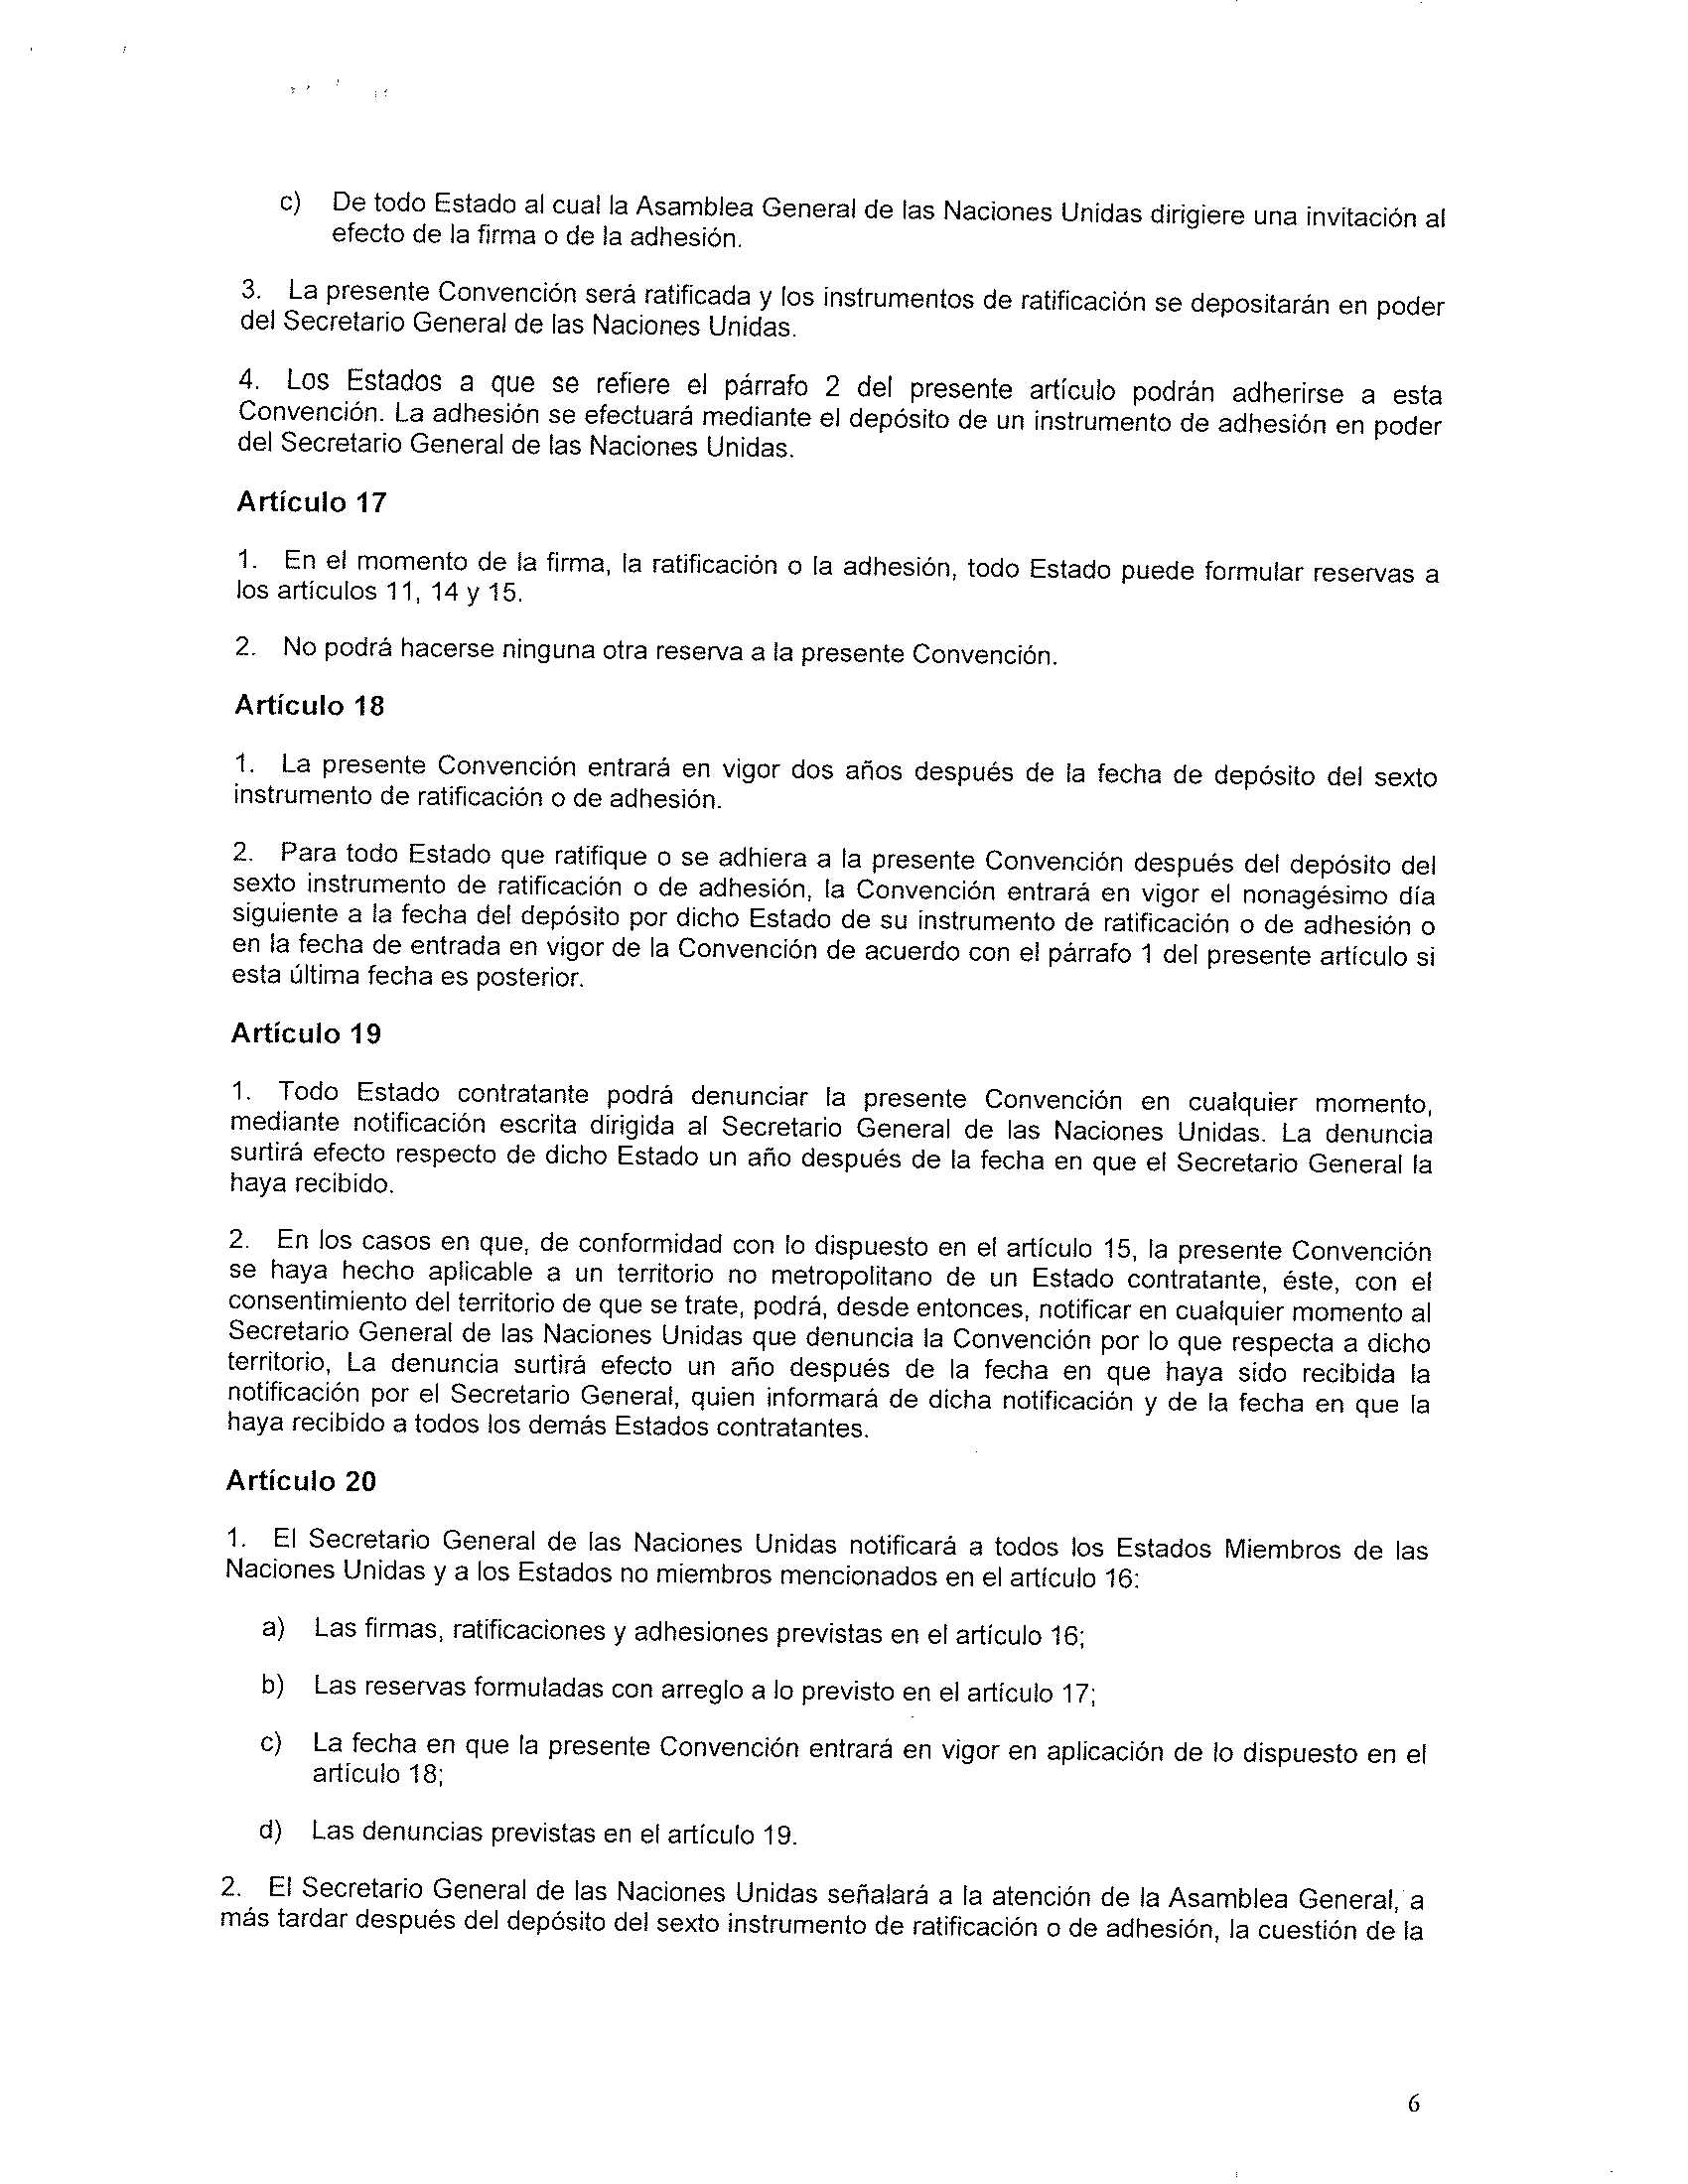 c) De todo Estado al cual la Asamblea General de las Naciones Unidas dirigiere una invitación al
efecto de la firma o de la adhesión.
3. La presente Convención será ratificada y los instrumentos de ratificación se depositarán en poder
del Secretario General de las Naciones Unidas.
4. Los Estados a que se refiere el párrafo 2 del presente artículo podrán adherirse a esta
Convención. La adhesión se efectuará mediante el depósito de un instrumento de adhesión en poder
del Secretario General de las Naciones Unidas.
Artículo 17
1. En el momento de la firma, la ratificación o la adhesión, todo Estado puede formular reservas a
los artículos 11, 14 y 15.
2. No podrá hacerse ninguna otra reserva a la presente Convención.
Artículo 18
1. La presente Convención entrará en vigor dos años después de la fecha de depósito del sexto
instrumento de ratificación o de adhesión.
2. Para todo Estado que ratifique o se adhiera a la presente Convención después del depósito del
sexto instrumento de ratificación o de adhesión, la Convención entrará en vigor el nonagésimo día
siguiente a la fecha del depósito por dicho Estado de su instrumento de ratificación o de adhesión o
en la fecha de entrada en vigor de la Convención de acuerdo con el párrafo 1 del presente artículo si
esta última fecha es posterior.
Artículo 19
1. Todo Estado contratante podrá denunciar la presente Convención en cualquier momento,
mediante notificación escrita dirigida al Secretario General de las Naciones Unidas. La denuncia
surtirá efecto respecto de dicho Estado un año después de la fecha en que el Secretario General la
haya recibido.
2. En los casos en que, de conformidad con lo dispuesto en el artículo 15, la presente Convención
se haya hecho aplicable a un territorio no metropolitano de un Estado contratante, éste, con el
consentimiento del territorio de que se trate, podrá, desde entonces, notificar en cualquier momento al
Secretario General de las Naciones Unidas que denuncia la Convención por lo que respecta a dicho
territorio, La denuncia surtirá efecto un año después de la fecha en que haya sido recibida la
notificación por el Secretario General, quien informará de dicha notificación y de la fecha en que la
haya recibido a todos los demás Estados contratantes.
Artículo 20
1. El Secretario General de las Naciones Unidas notificará a todos los Estados Miembros de las
Naciones Unidas y a los Estados no miembros mencionados en el artículo 16:
a) Las firmas, ratificaciones y adhesiones previstas en el artículo 16;
b) Las reservas formuladas con arreglo a lo previsto en el artículo 17;
c) La fecha en que la presente Convención entrará en vigor en aplicación de lo dispuesto en el
artículo 18;
d) Las denuncias previstas en el artículo 19.
2. El Secretario General de las Naciones Unidas señalará a la atención de la Asamblea General, a
más tardar después del depósito del sexto instrumento de ratificación o de adhesión, la cuestión de la
6